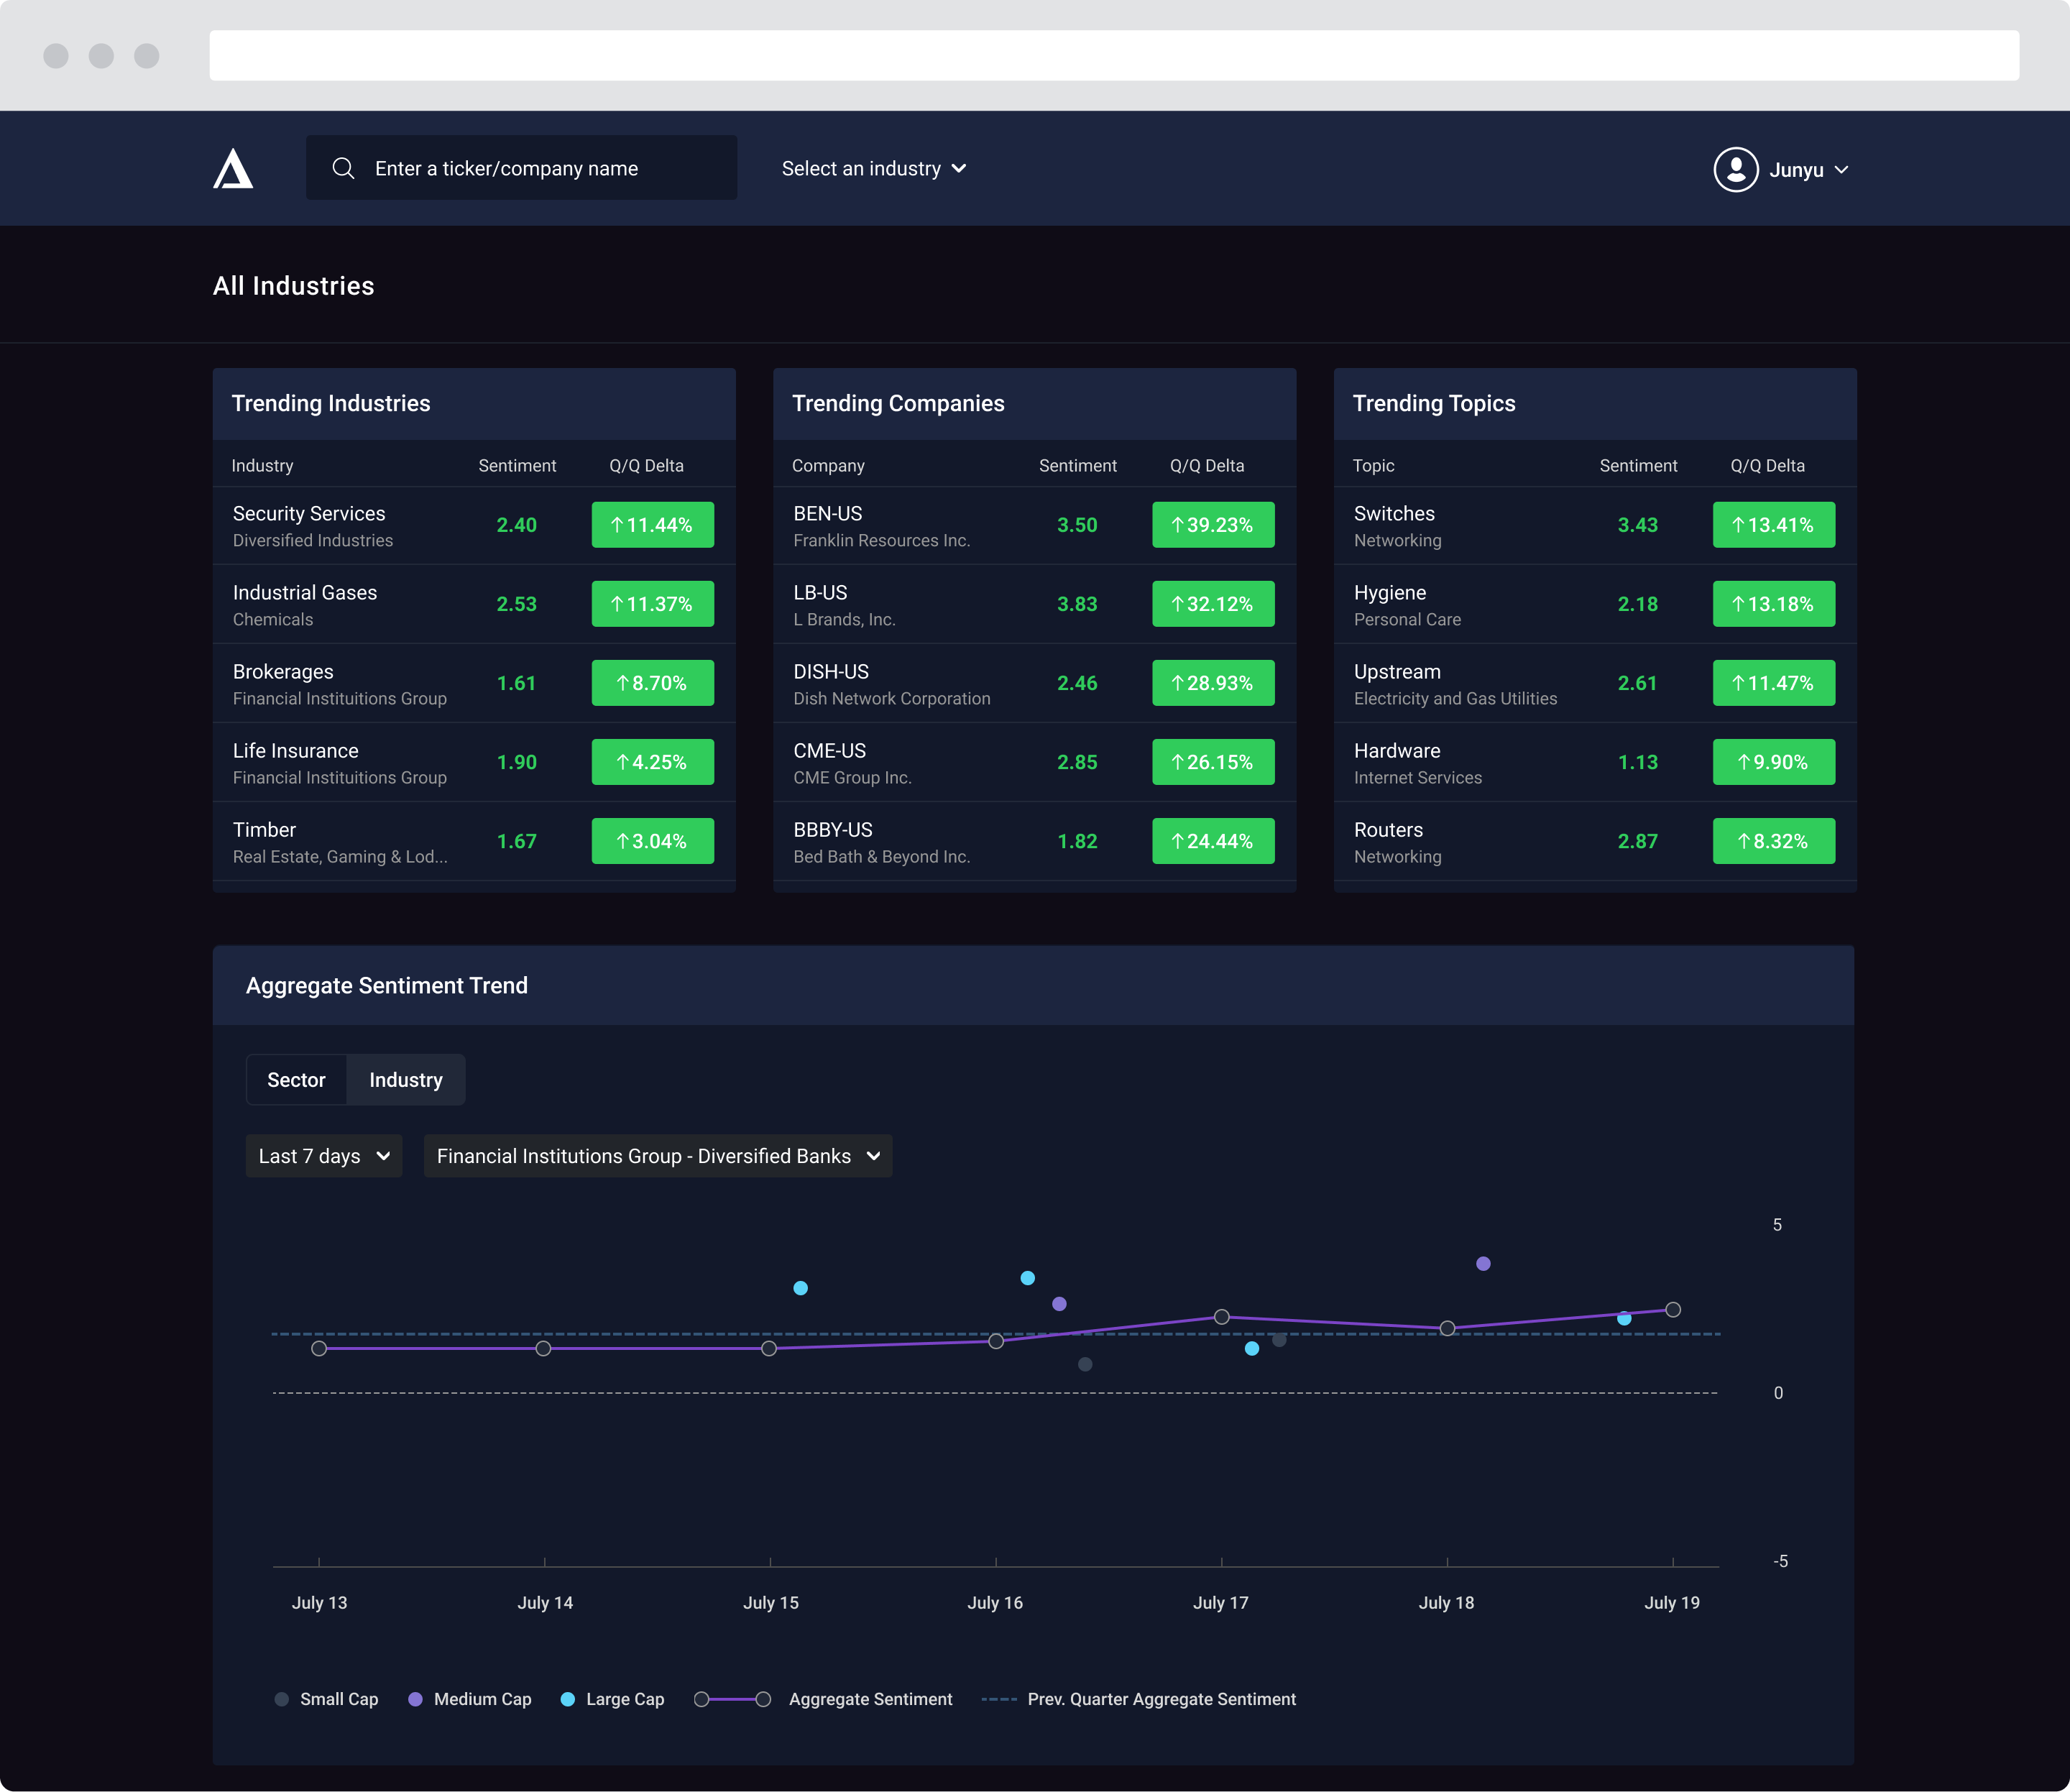 Enter a ticker/company name
Select an industry
Junyu
All Industries
Trending Industries
Industry Sentiment Q/Q Delta
Security Services
Diversified Industries
2.40
↑11.44%
Industrial Gases
Chemicals
2.53
↑11.37%
Brokerages
Financial Instituitions Group
1.61
↑8.70%
Life Insurance
Financial Instituitions Group
1.90
↑4.25%
Timber
Real Estate, Gaming & Lod...
1.67
↑3.04%
Trending Companies
Company Sentiment Q/Q Delta
BEN-US
Franklin Resources Inc.
3.50
↑39.23%
LB-US
L Brands, Inc.
3.83
↑32.12%
DISH-US
Dish Network Corporation
2.46
↑28.93%
CME-US
CME Group Inc.
2.85
↑26.15%
BBBY-US
Bed Bath & Beyond Inc.
1.82
↑24.44%
Trending Topics
Topic Sentiment Q/Q Delta
Switches
Networking
3.43
↑13.41%
Hygiene
Personal Care
2.18
↑13.18%
Upstream
Electricity and Gas Utilities
2.61
↑11.47%
Hardware
Internet Services
1.13
↑9.90%
Routers
Networking
2.87
↑8.32%
Aggregate Sentiment Trend
Sector Industry
Last 7 days
Financial Institutions Group - Diversified Banks
5
0
-5
July 13 July 14 July 15 July 16 July 17 July 18 July 19
Small Cap Medium Cap Large Cap Aggregate Sentiment Prev. Quarter Aggregate Sentiment